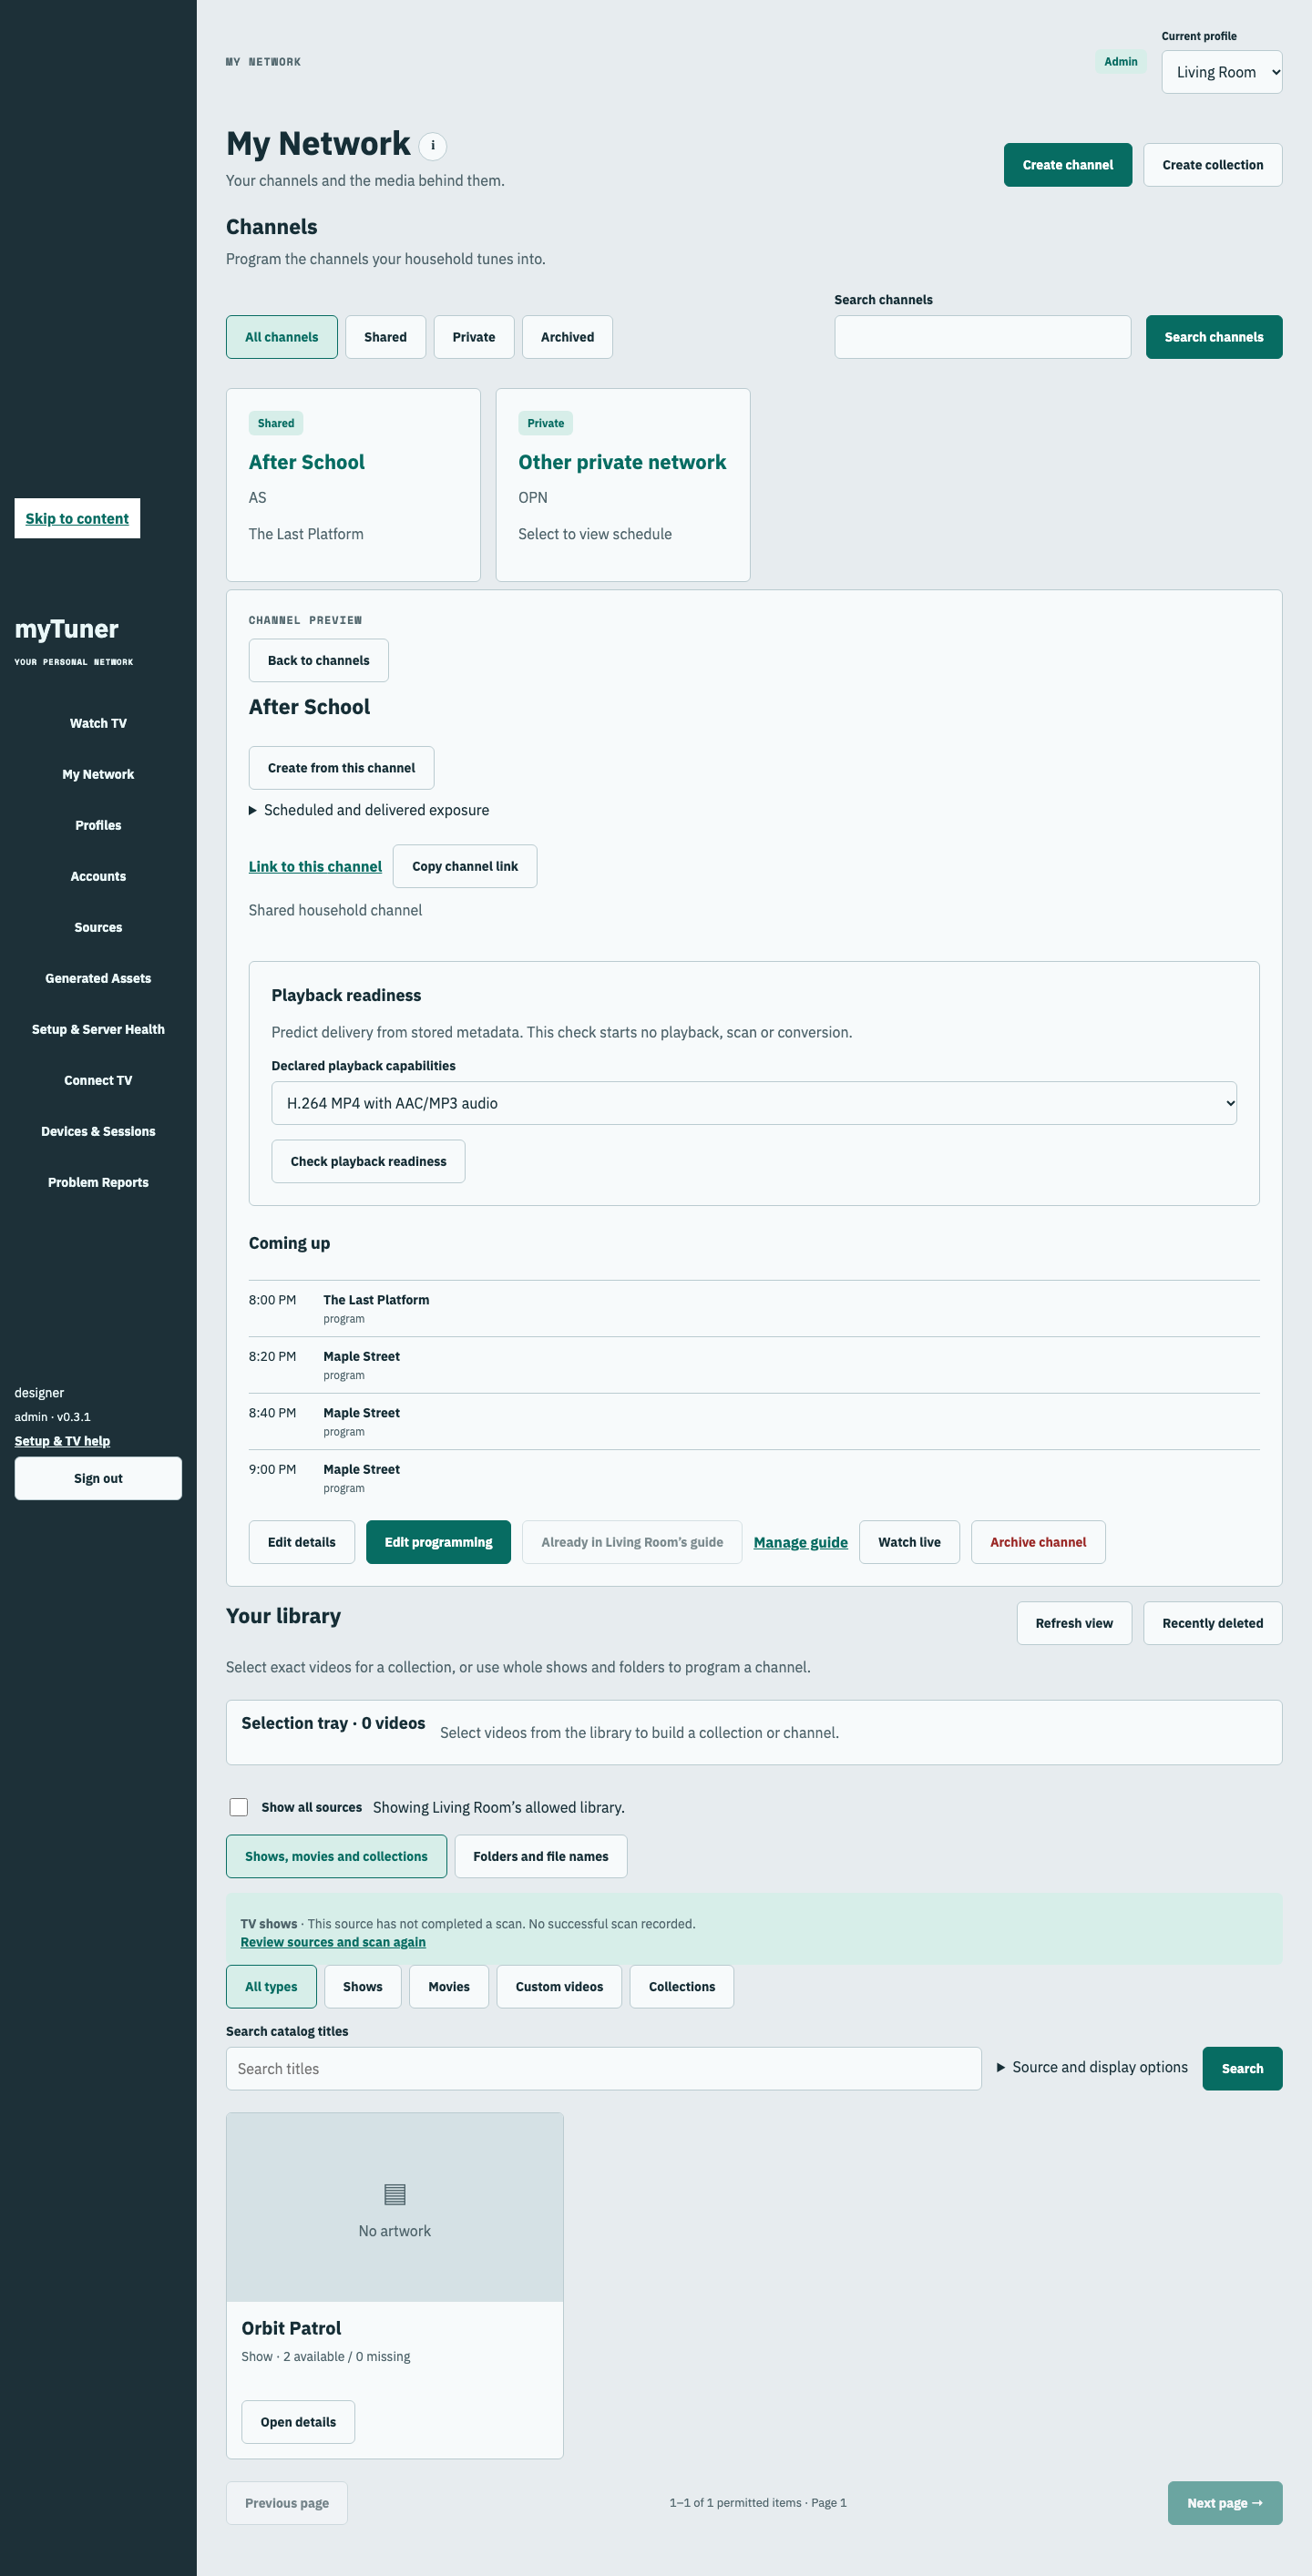 Skip to content
myTuner
YOUR PERSONAL NETWORK
Watch TV
My Network
Profiles
Accounts
Sources
Generated Assets
Setup & Server Health
Connect TV
Devices & Sessions
Problem Reports
designer
admin · v0.3.1
Setup & TV help
Sign out
MY NETWORK
Admin
Current profile
Living Room
My Network i
Your channels and the media behind them.
Create channel
Create collection
Channels
Program the channels your household tunes into.
All channels
Shared
Private
Archived
Search channels
Search channels
Shared
After School
AS
The Last Platform
Private
Other private network
OPN
Select to view schedule
CHANNEL PREVIEW
Back to channels
After School
Create from this channel
▶ Scheduled and delivered exposure
Link to this channel
Copy channel link
Shared household channel
Playback readiness
Predict delivery from stored metadata. This check starts no playback, scan or conversion.
Declared playback capabilities
H.264 MP4 with AAC/MP3 audio
Check playback readiness
Coming up
8:00 PM The Last Platform
program
8:20 PM Maple Street
program
8:40 PM Maple Street
program
9:00 PM Maple Street
program
Edit details
Edit programming
Already in Living Room’s guide
Manage guide
Watch live
Archive channel
Your library
Refresh view
Recently deleted
Select exact videos for a collection, or use whole shows and folders to program a channel.
Selection tray · 0 videos
Select videos from the library to build a collection or channel.
Show all sources
Showing Living Room’s allowed library.
Shows, movies and collections
Folders and file names
TV shows · This source has not completed a scan. No successful scan recorded.
Review sources and scan again
All types
Shows
Movies
Custom videos
Collections
Search catalog titles
Search titles
▶ Source and display options
Search
No artwork
Orbit Patrol
Show · 2 available / 0 missing
Open details
Previous page
1–1 of 1 permitted items · Page 1
Next page →